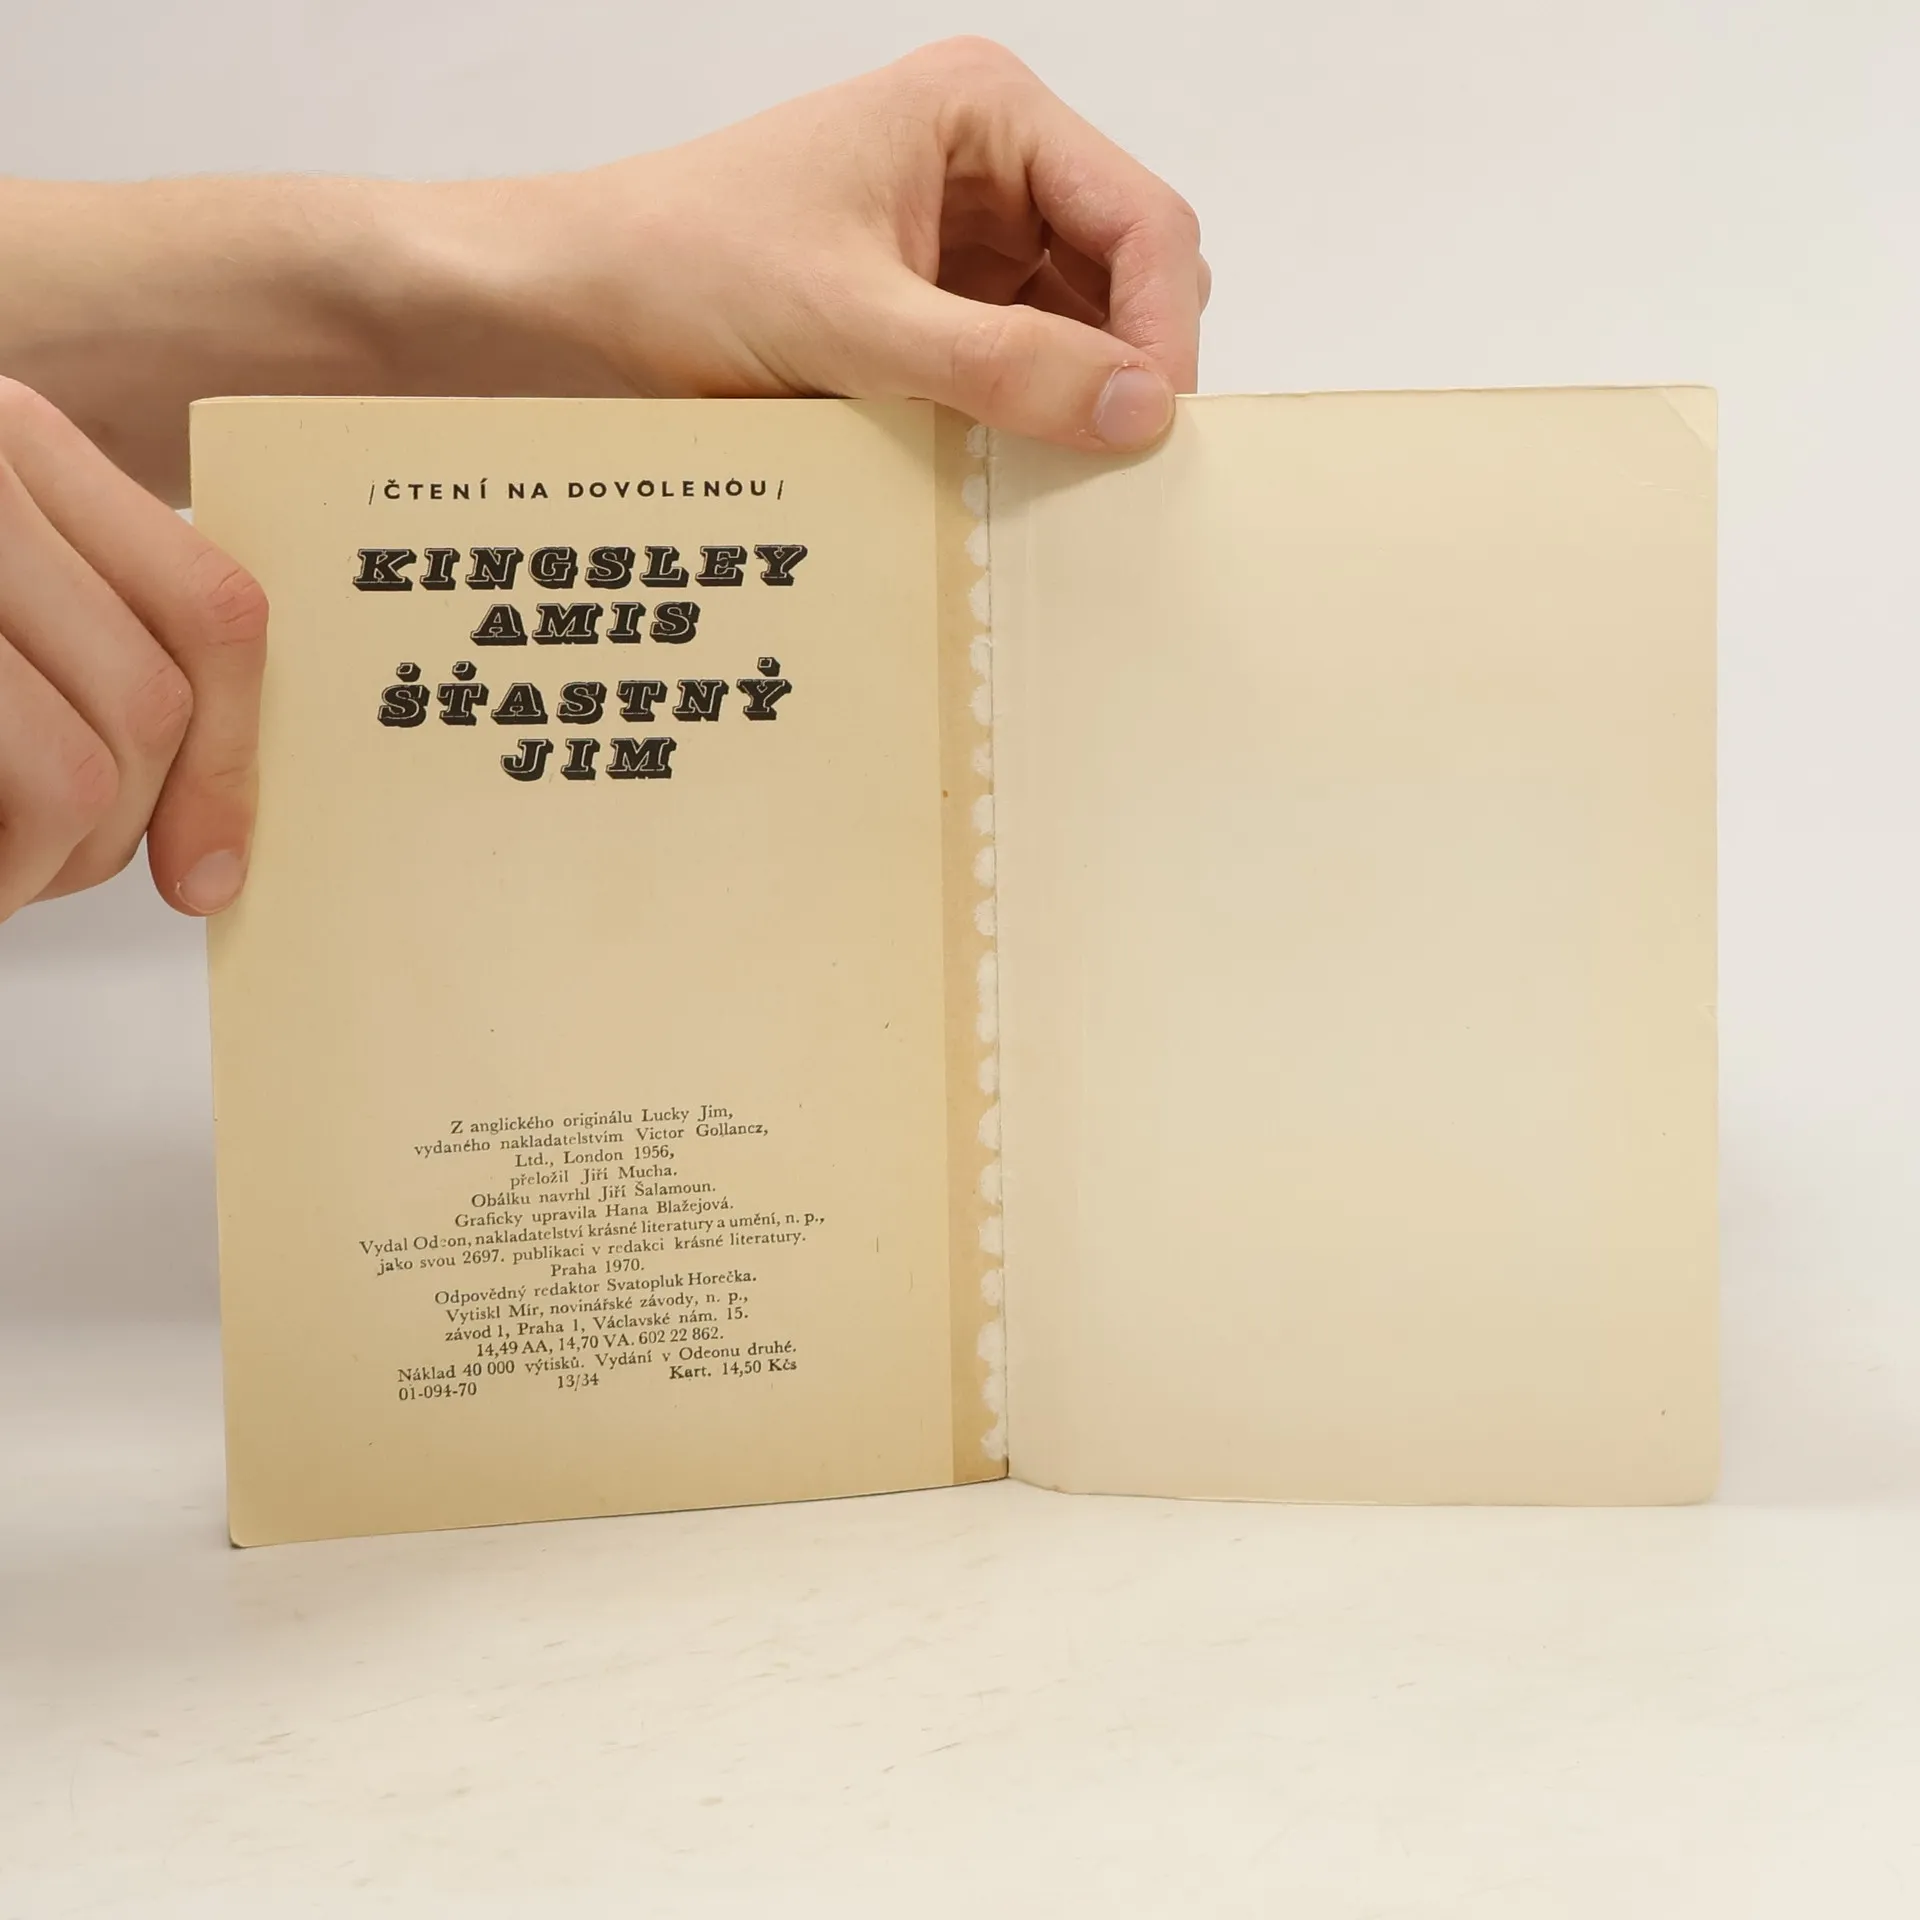 /ČTENÍ NA DOVOLENOU/
KINGSLEY
AMIS
ŠŤASTNÝ
JIM
Z anglického originálu Lucky Jim,
vydaného nakladatelstvím Victor Gollancz,
Ltd., London 1956,
přeložil Jiří Mucha.
Obálku navrhl Jiří Šalamoun.
Graficky upravila Hana Blažejová.
Vydal Odeon, nakladatelství krásné literatury a umění, n. p.,
jako svou 2697. publikaci v redakci krásné literatury.
Praha 1970.
Odpovědný redaktor Svatopluk Horečka.
Vytiskl Mír, novinářské závody, n. p.,
závod 1, Praha 1, Václavské nám. 15.
14,49 AA, 14,70 VA. 602 22 862.
Náklad 40 000 výtisků. Vydání v Odeonu druhé.
01-094-70 13/34 Kart. 14,50 Kčs